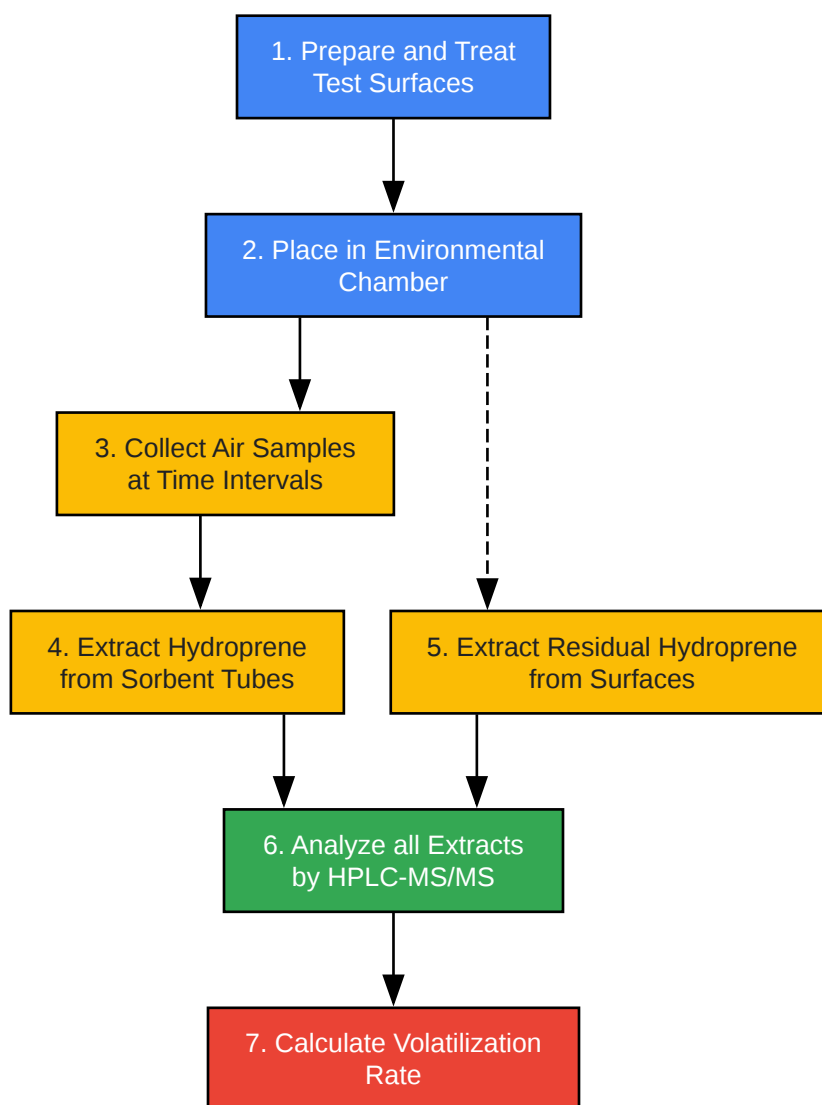 1. Prepare and Treat
Test Surfaces
2. Place in Environmental
Chamber
3. Collect Air Samples
at Time Intervals
4. Extract Hydroprene
from Sorbent Tubes
5. Extract Residual Hydroprene
from Surfaces
6. Analyze all Extracts
by HPLC-MS/MS
7. Calculate Volatilization
Rate